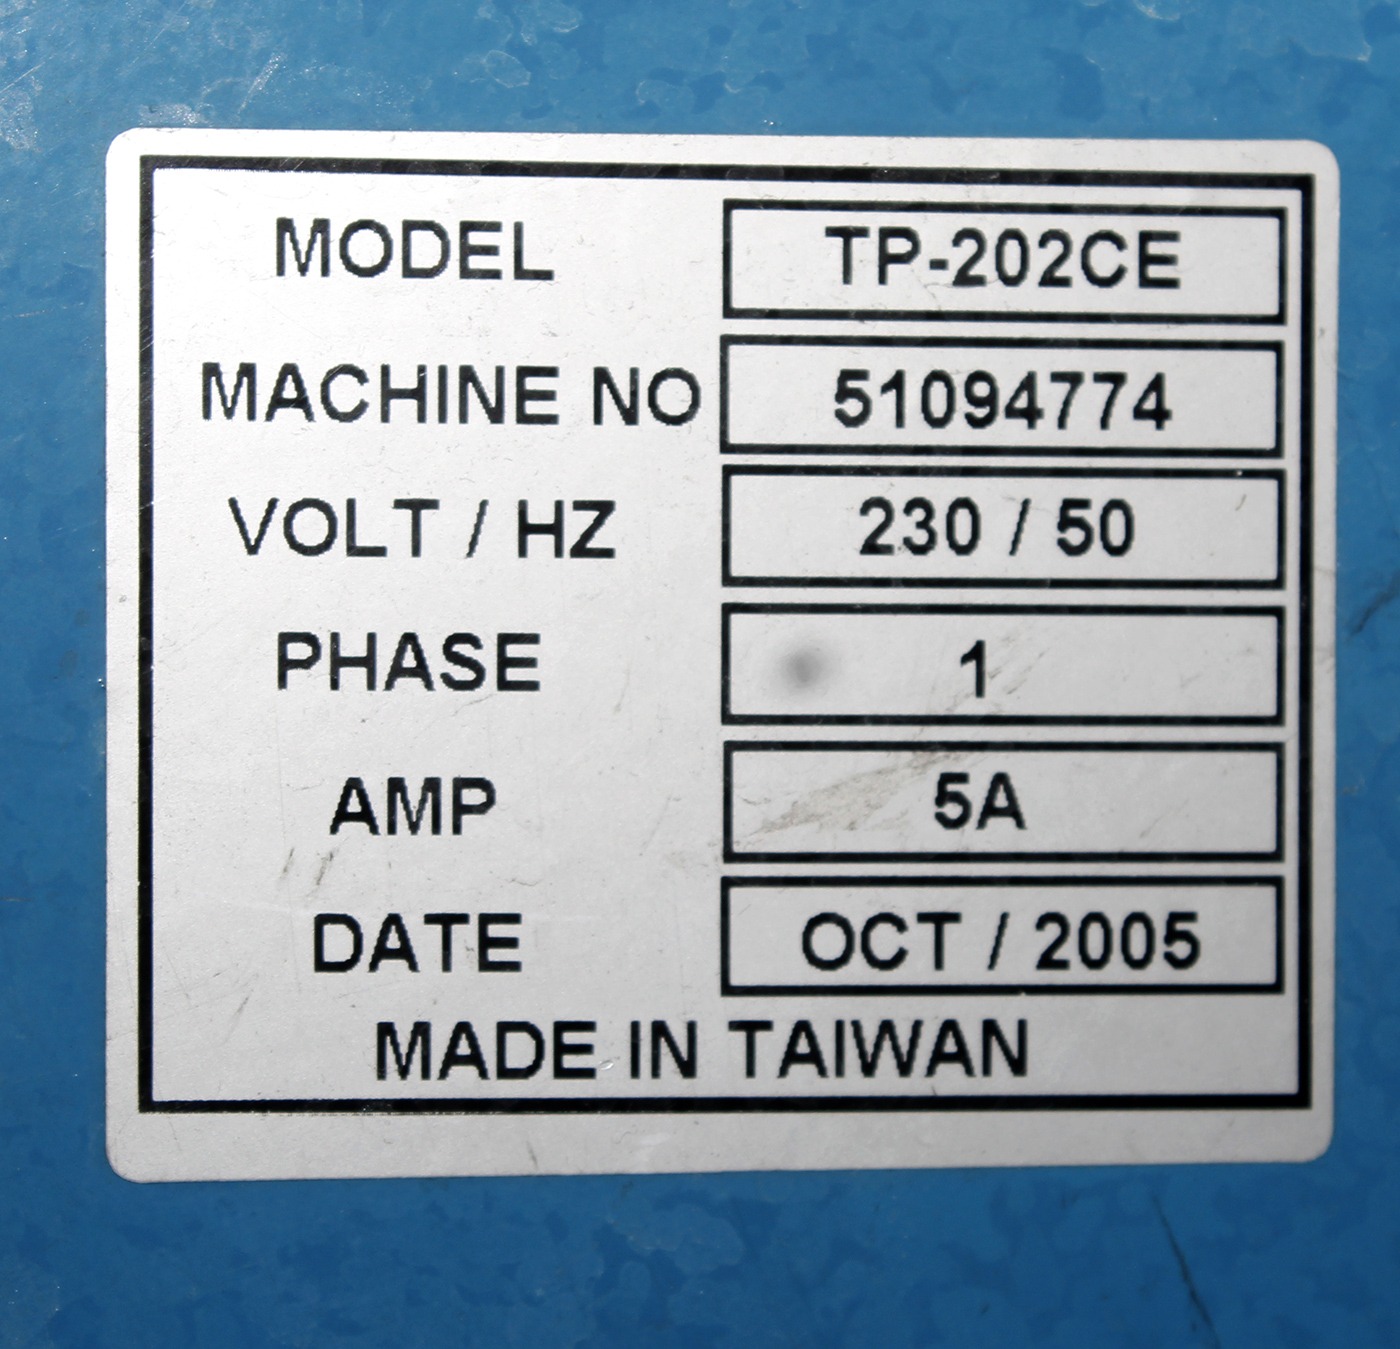 MODEL TP-202CE
MACHINE NO 51094774
VOLT / HZ 230 / 50
PHASE 1
AMP 5A
DATE OCT / 2005
MADE IN TAIWAN